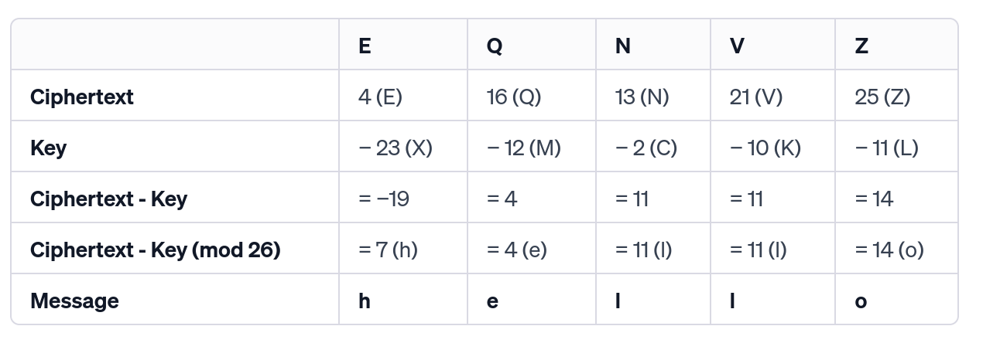 E Q N V Z
Ciphertext 4 (E) 16 (Q) 13 (N) 21 (V) 25 (Z)
Key − 23 (X) − 12 (M) − 2 (C) − 10 (K) − 11 (L)
Ciphertext - Key = −19 = 4 = 11 = 11 = 14
Ciphertext - Key (mod 26) = 7 (h) = 4 (e) = 11 (l) = 11 (l) = 14 (o)
Message h e l l o